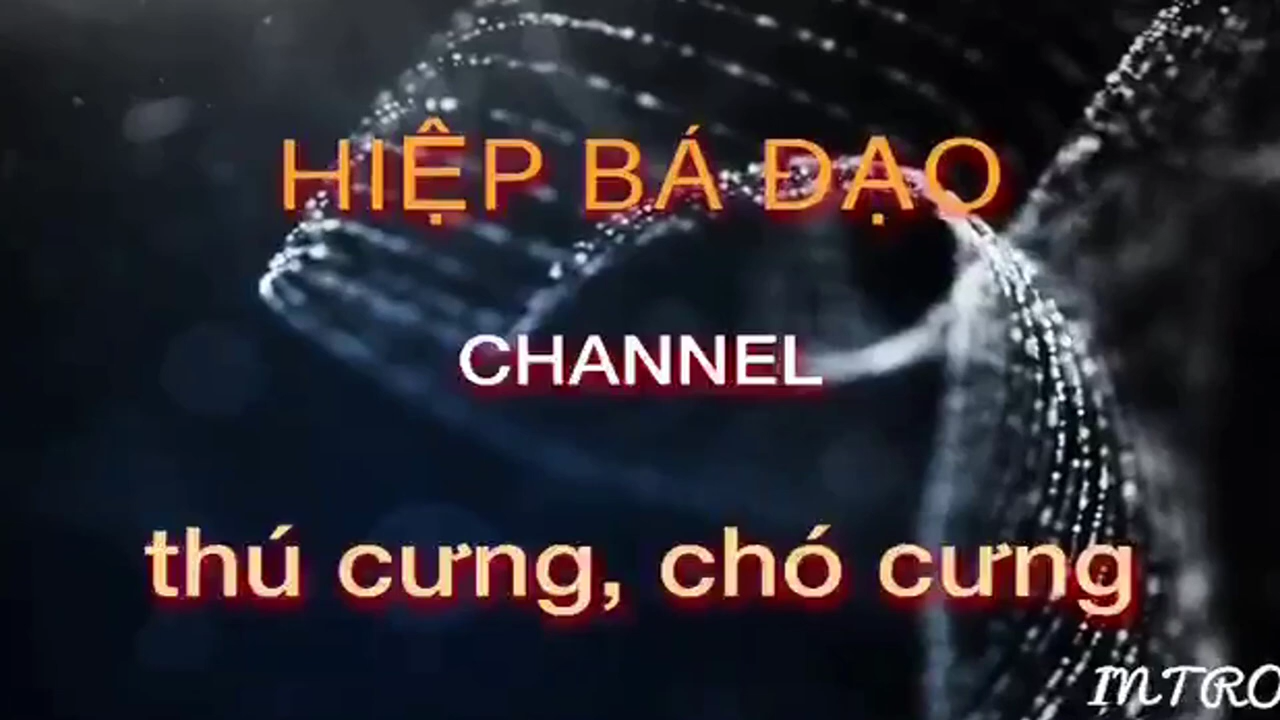 HIỆP BÁ ĐẠO
CHANNEL
thú cưng, chó cưng
INTRO